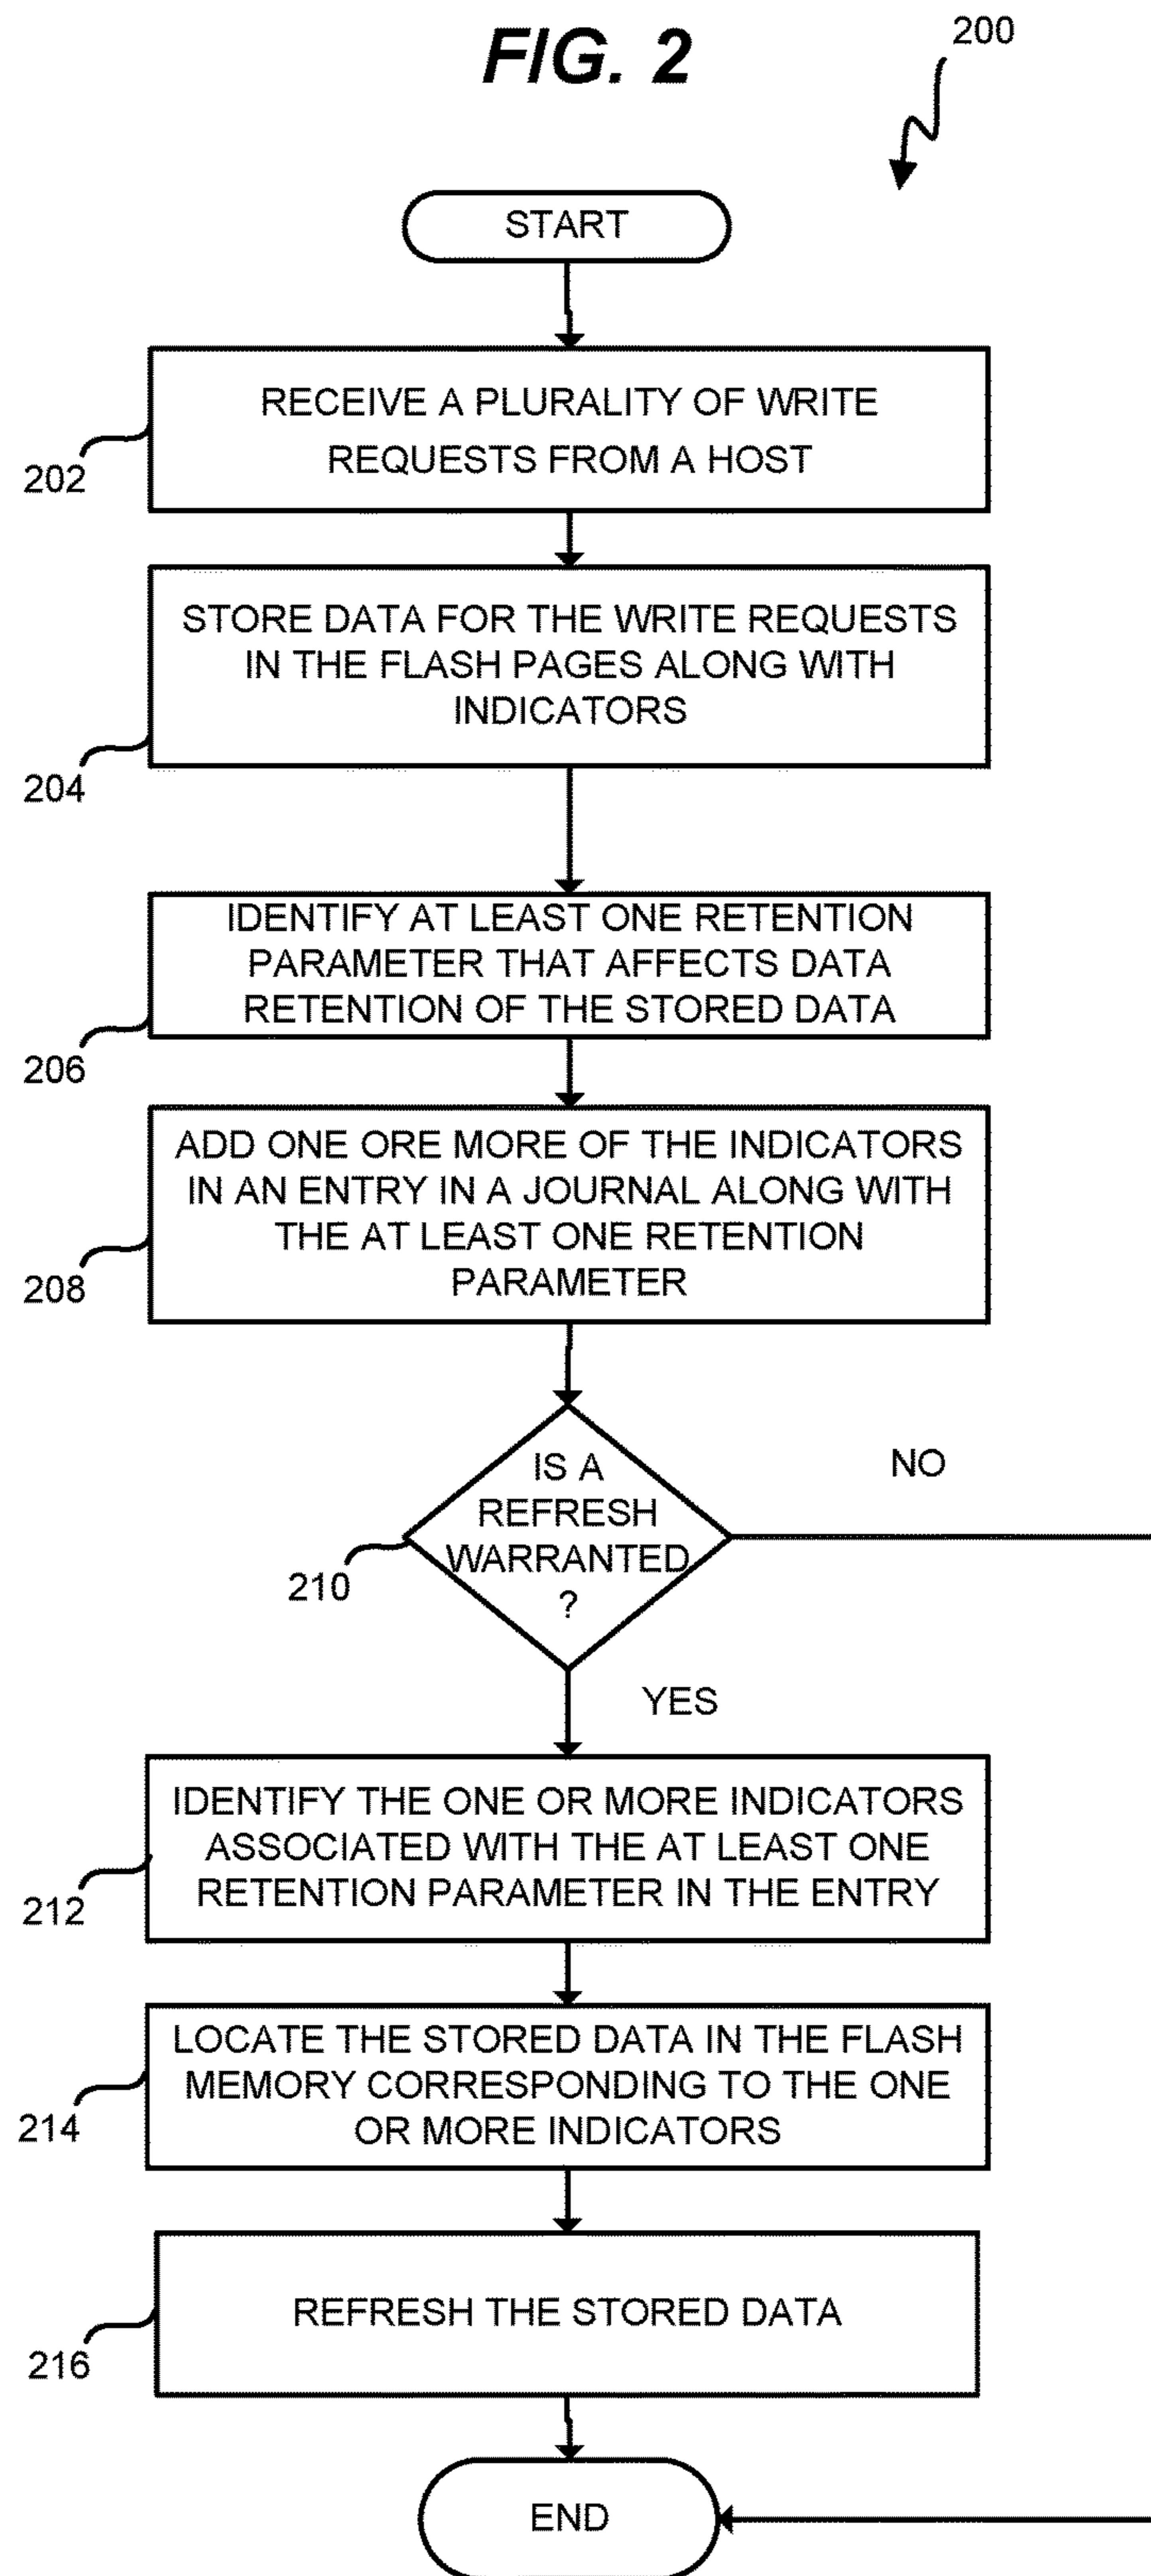 FIG. 2
200
START
RECEIVE A PLURALITY OF WRITE
REQUESTS FROM A HOST
202
STORE DATA FOR THE WRITE REQUESTS
IN THE FLASH PAGES ALONG WITH
INDICATORS
204
IDENTIFY AT LEAST ONE RETENTION
PARAMETER THAT AFFECTS DATA
RETENTION OF THE STORED DATA
206
ADD ONE ORE MORE OF THE INDICATORS
IN AN ENTRY IN A JOURNAL ALONG WITH
THE AT LEAST ONE RETENTION
PARAMETER
208
IS A
REFRESH
WARRANTED
?
NO
210
YES
IDENTIFY THE ONE OR MORE INDICATORS
ASSOCIATED WITH THE AT LEAST ONE
RETENTION PARAMETER IN THE ENTRY
212
LOCATE THE STORED DATA IN THE FLASH
MEMORY CORRESPONDING TO THE ONE
OR MORE INDICATORS
214
REFRESH THE STORED DATA
216
END